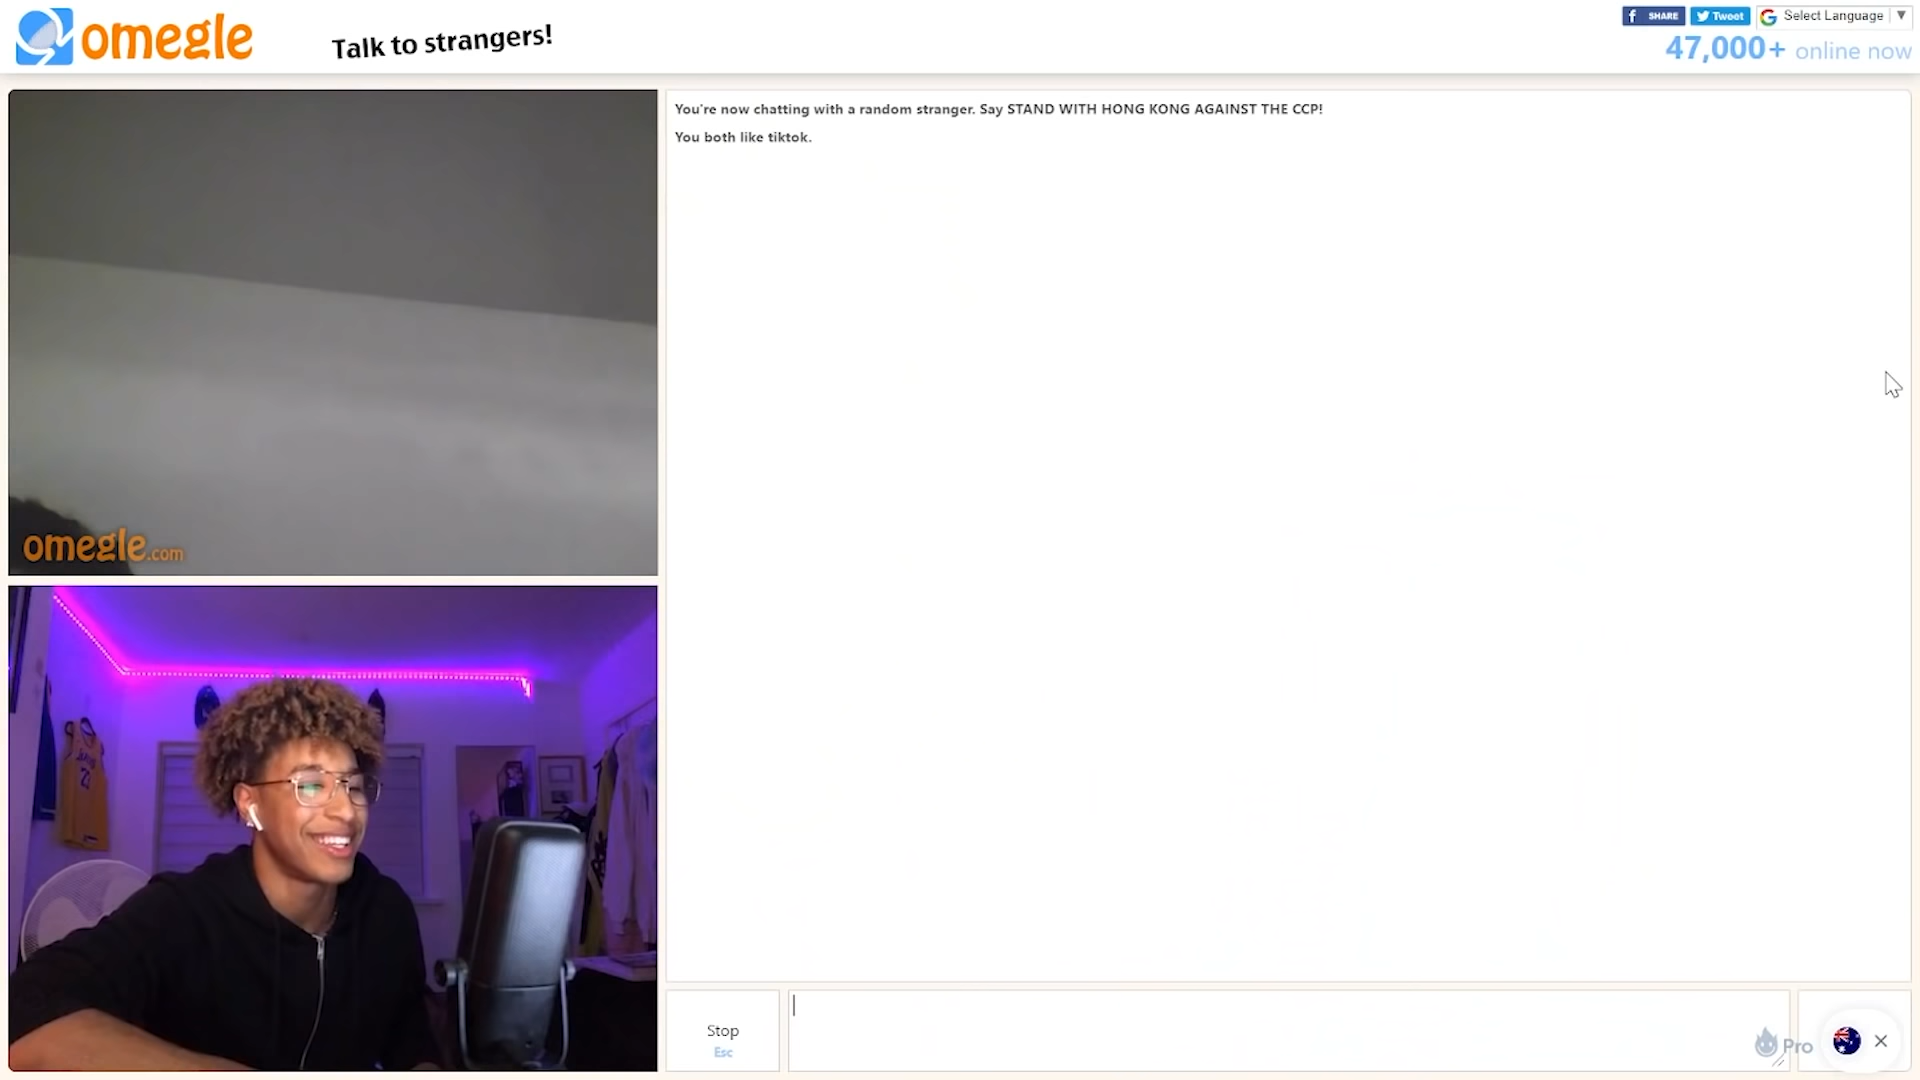 omegle
Talk to strangers!
SHARE
Tweet
Select Language
47,000+ online now
You're now chatting with a random stranger. Say STAND WITH HONG KONG AGAINST THE CCP!
You both like tiktok.
omegle.com
23
Stop
Esc
Pro